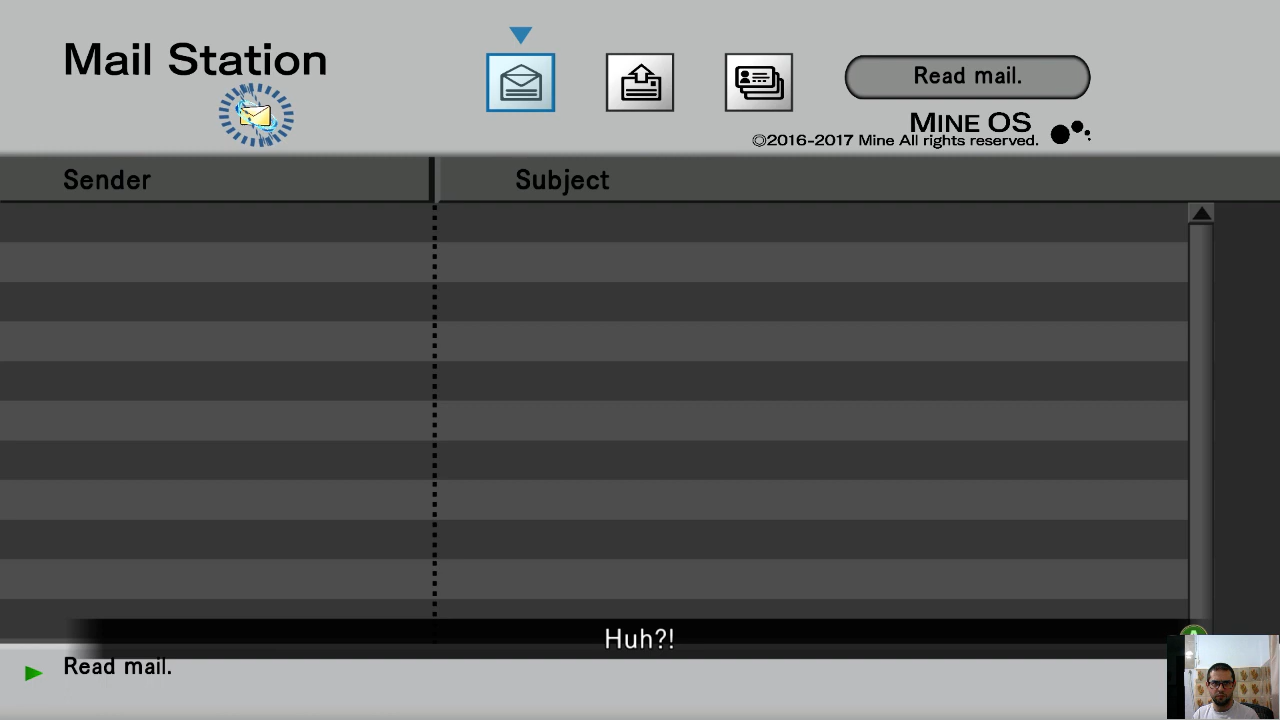 Mail Station
Read mail.
MINE OS
©2016-2017 Mine All rights reserved.
Sender
Subject
Huh?!
Read mail.